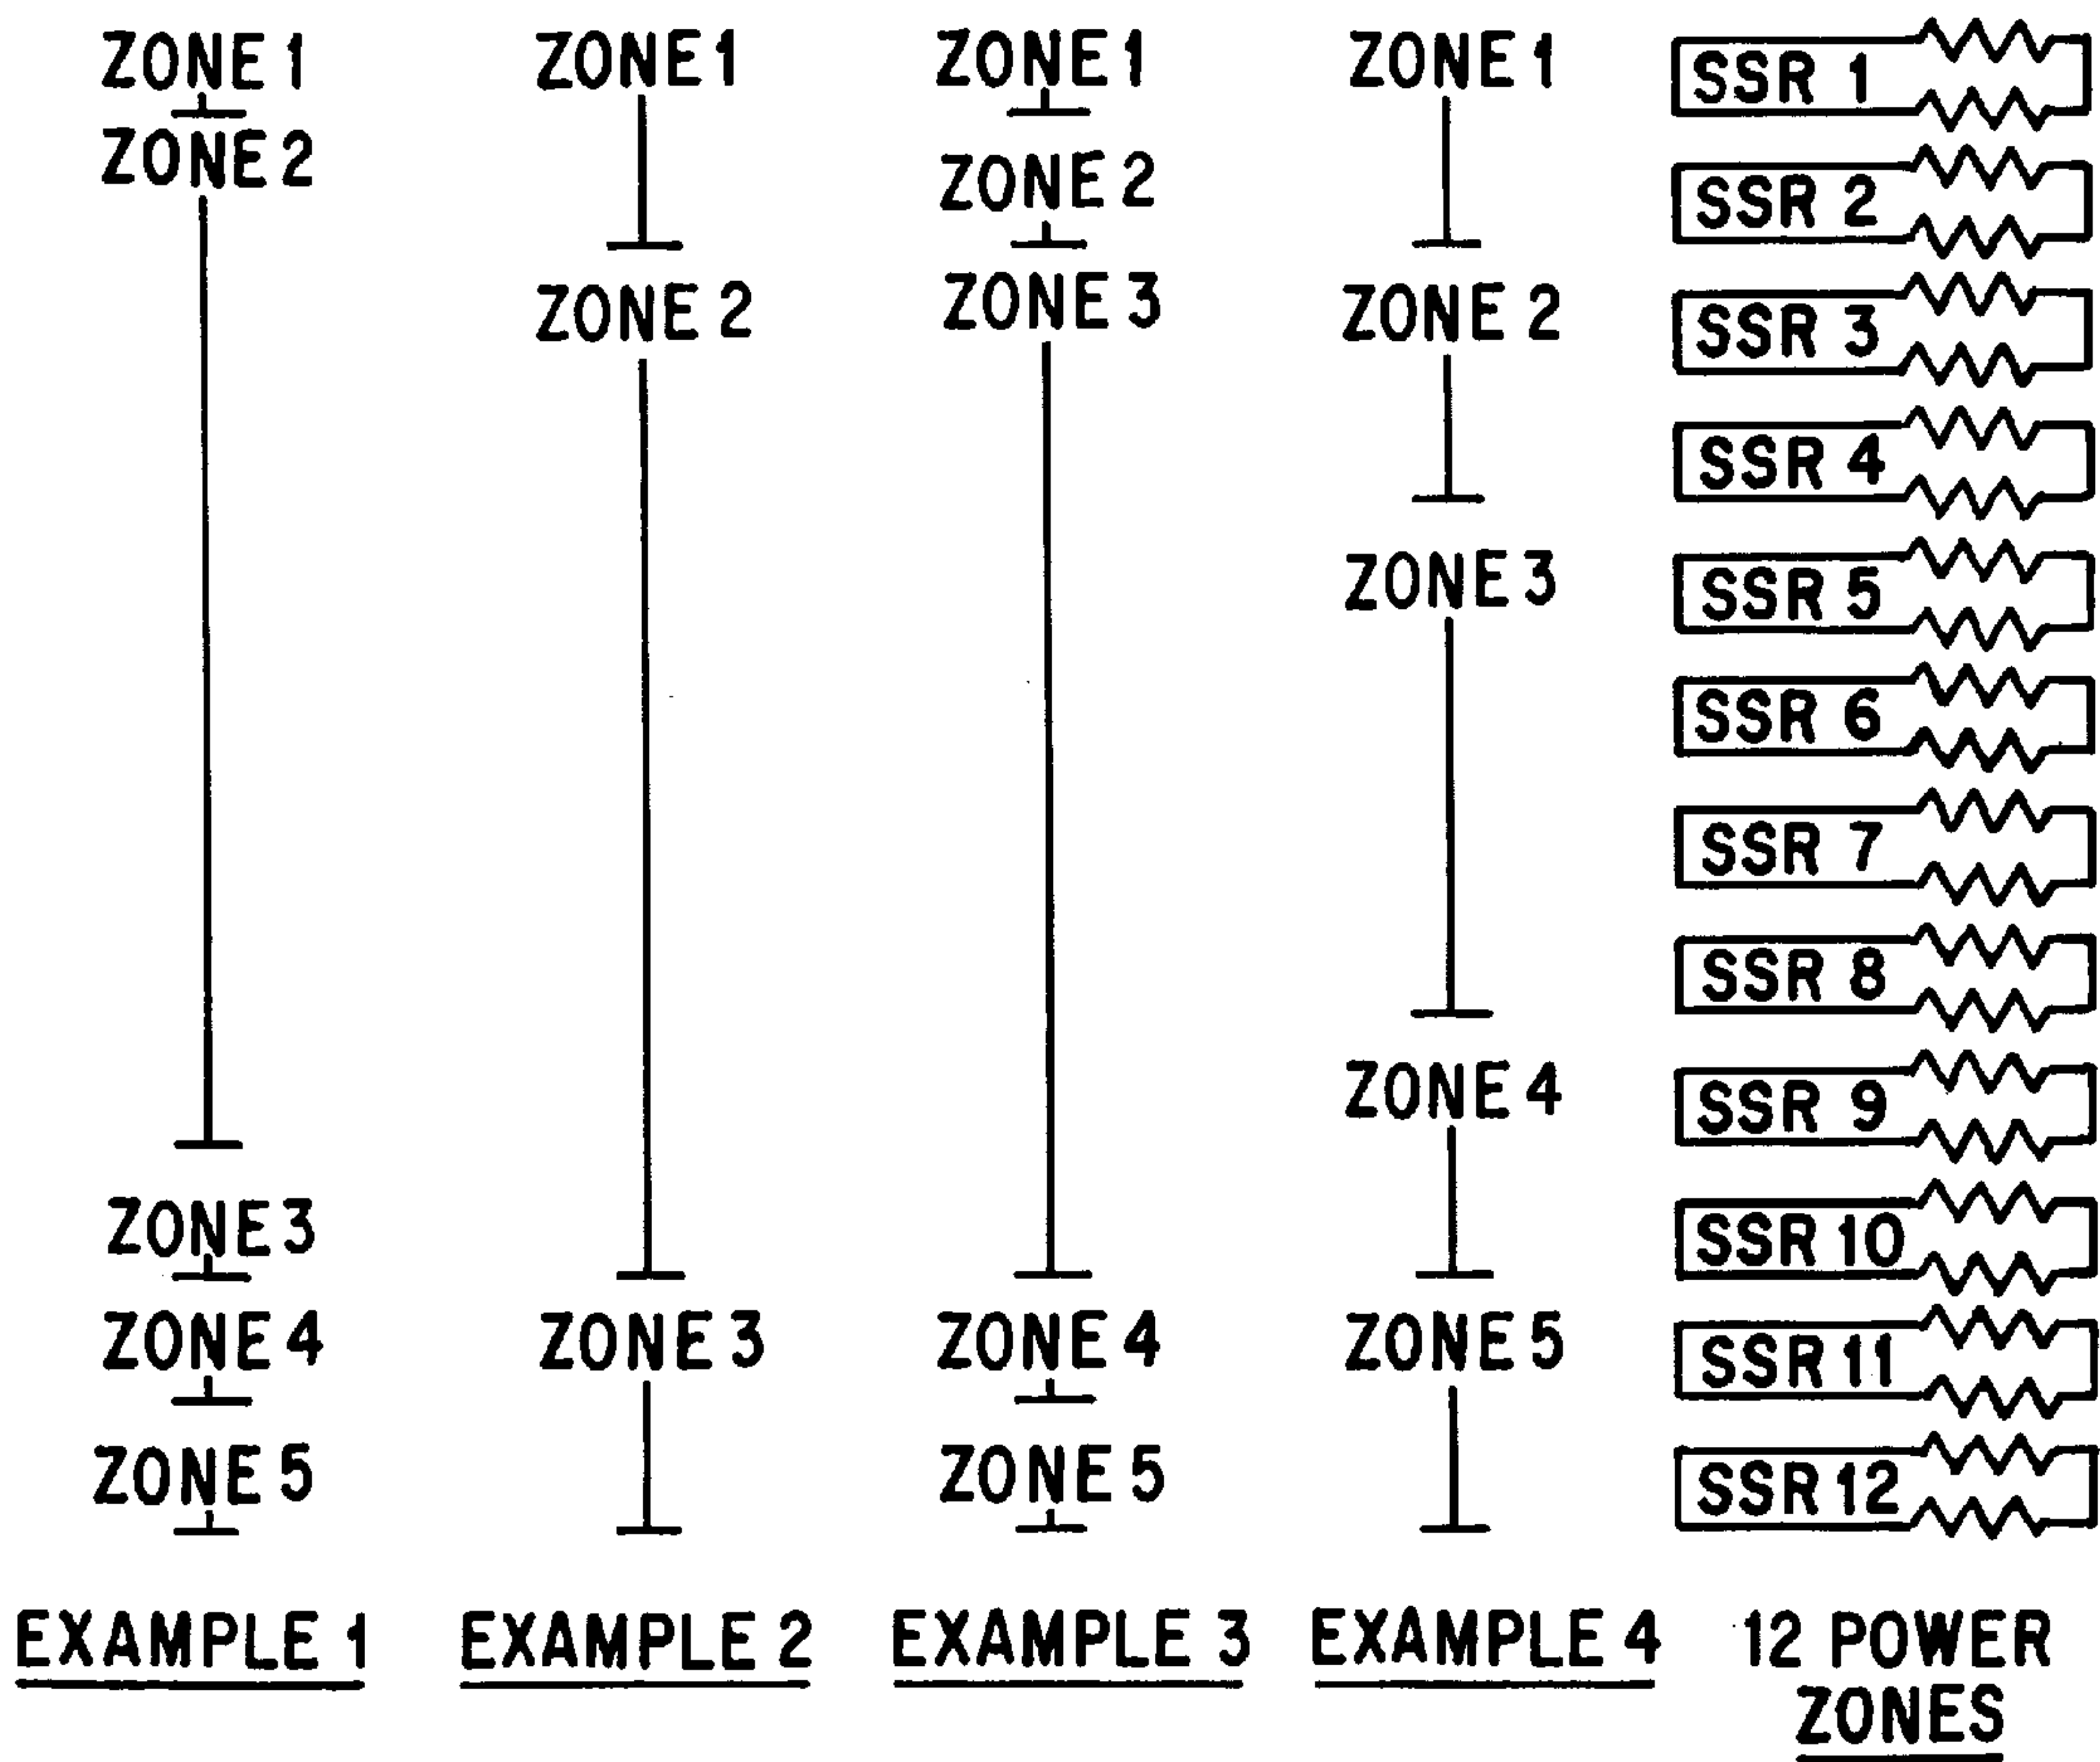 ZONE 1 ZONE 1 ZONE 1 ZONE 1 SSR 1
ZONE 2 ZONE 2 SSR 2
ZONE 2 ZONE 3 ZONE 2 SSR 3
SSR 4
ZONE 3 SSR 5
SSR 6
SSR 7
SSR 8
ZONE 4 SSR 9
ZONE 3 SSR 10
ZONE 4 ZONE 3 ZONE 4 ZONE 5 SSR 11
ZONE 5 ZONE 5 SSR 12
EXAMPLE 1 EXAMPLE 2 EXAMPLE 3 EXAMPLE 4 12 POWER
ZONES